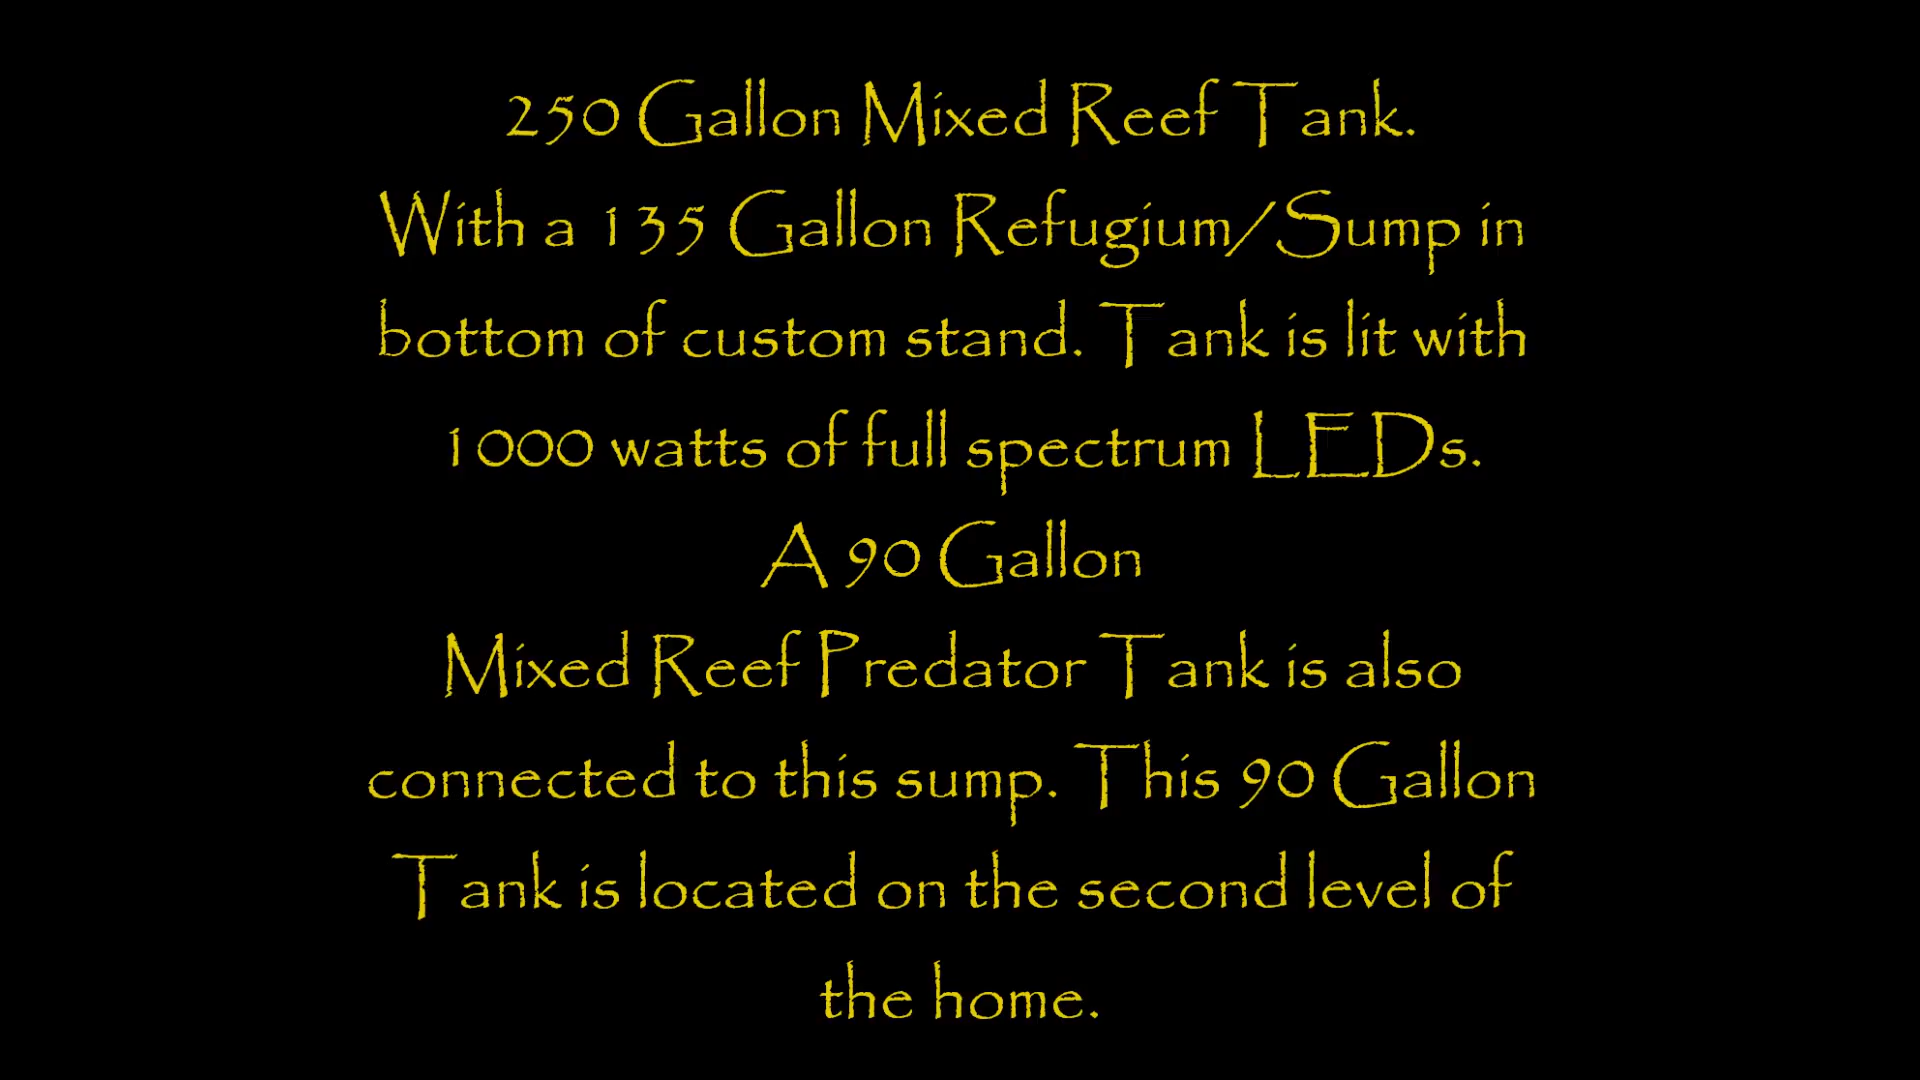 250 Gallon Mixed Reef Tank.
With a 135 Gallon Refugium/Sump in
bottom of custom stand. Tank is lit with
1000 watts of full spectrum LEDs.
A 90 Gallon
Mixed Reef Predator Tank is also
connected to this sump. This 90 Gallon
Tank is located on the second level of
the home.